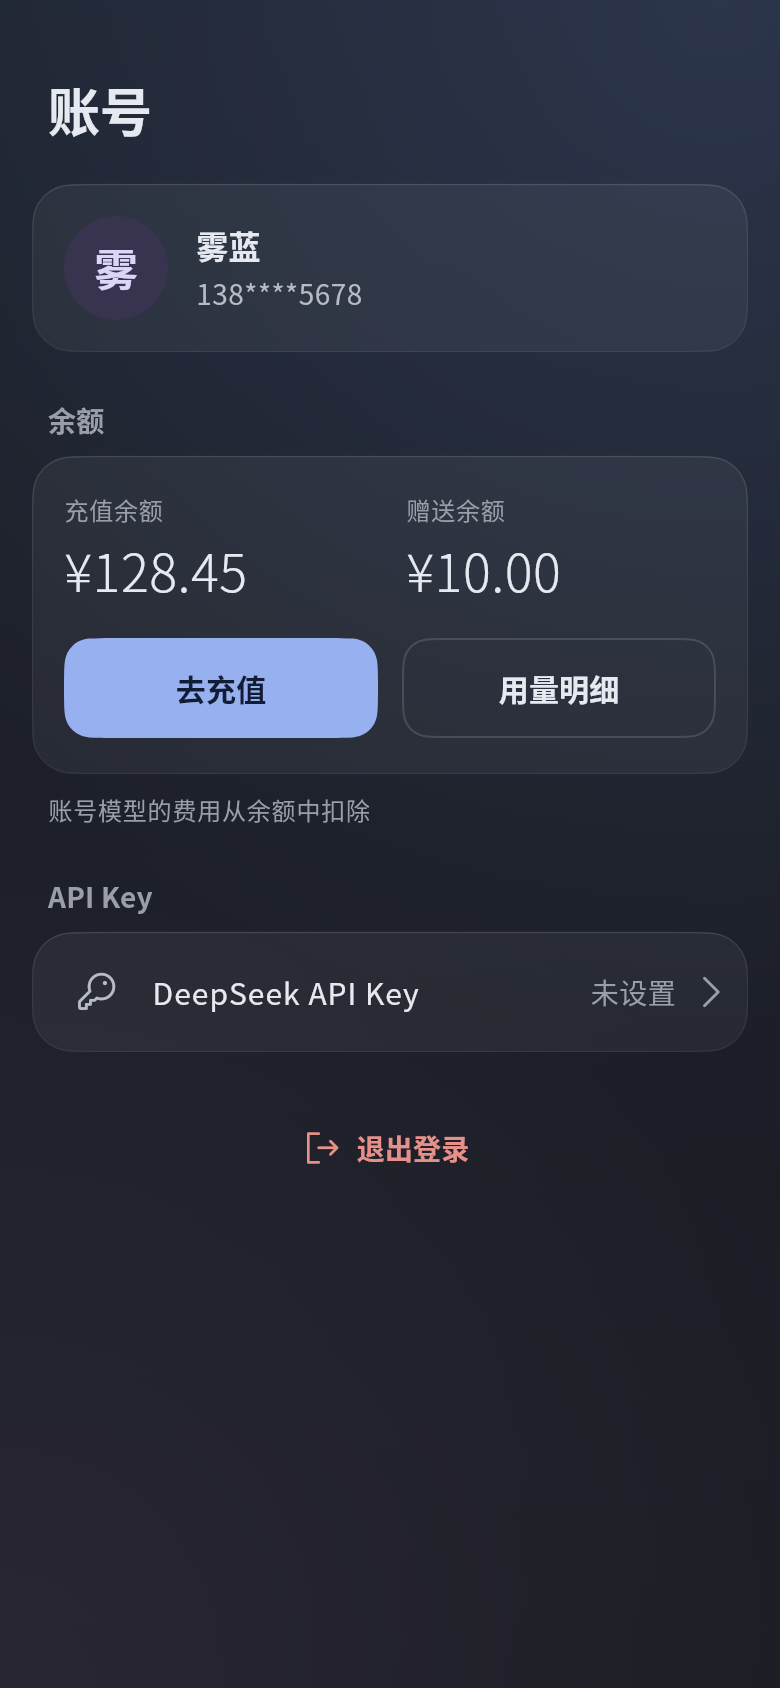 账号
雾
雾蓝
138****5678
余额
充值余额
赠送余额
¥128.45
¥10.00
去充值
用量明细
账号模型的费用从余额中扣除
API Key
DeepSeek API Key
未设置
退出登录